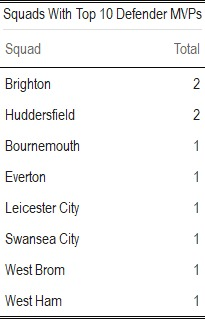 Squads With Top 10 Defender MVPs
Squad Total
Brighton 2
Huddersfield 2
Bournemouth 1
Everton 1
Leicester City 1
Swansea City 1
West Brom 1
West Ham 1